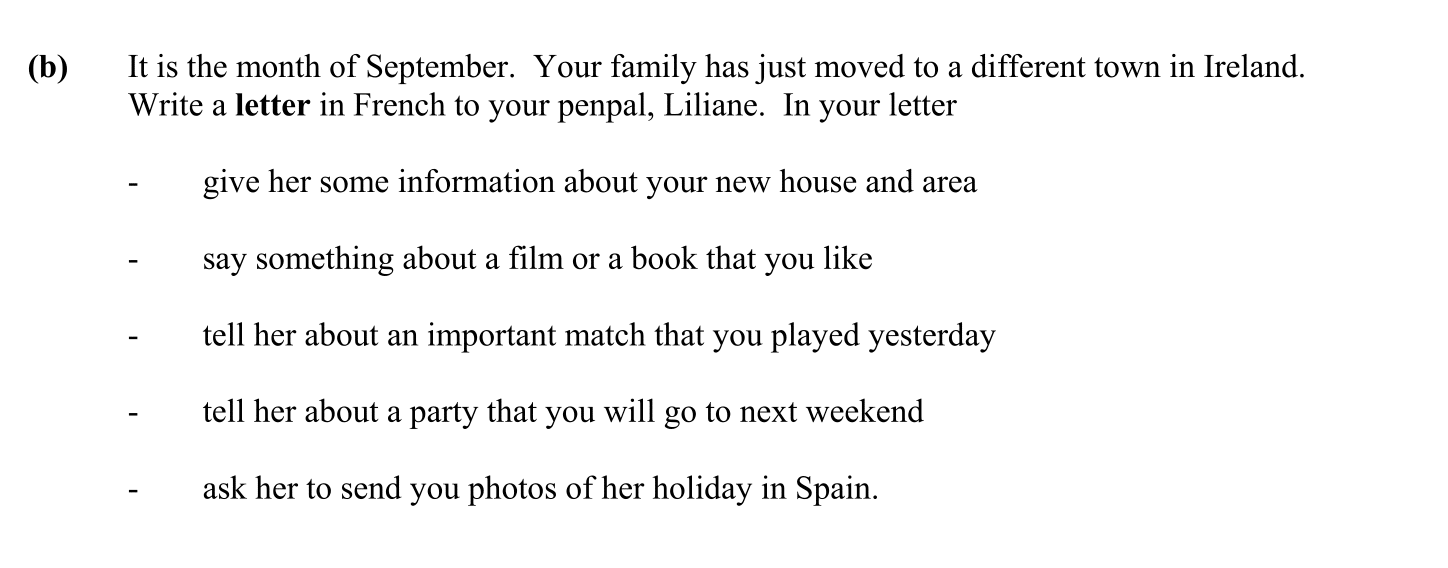 (b) It is the month of September. Your family has just moved to a different town in Ireland.
Write a letter in French to your penpal, Liliane. In your letter
- give her some information about your new house and area
- say something about a film or a book that you like
- tell her about an important match that you played yesterday
- tell her about a party that you will go to next weekend
- ask her to send you photos of her holiday in Spain.